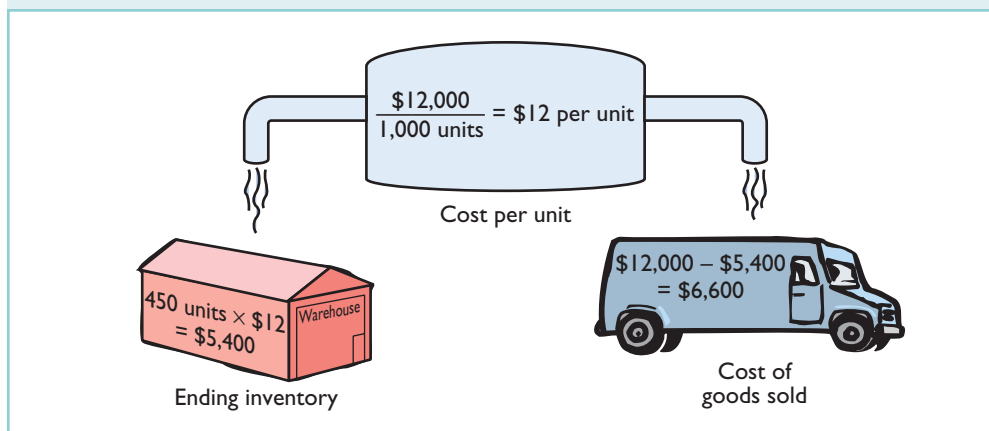 $12,000
1,000 units
= $12 per unit
Cost per unit
450 units × $12
= $5,400
Warehouse
Ending inventory
$12,000 – $5,400
= $6,600
Cost of
goods sold